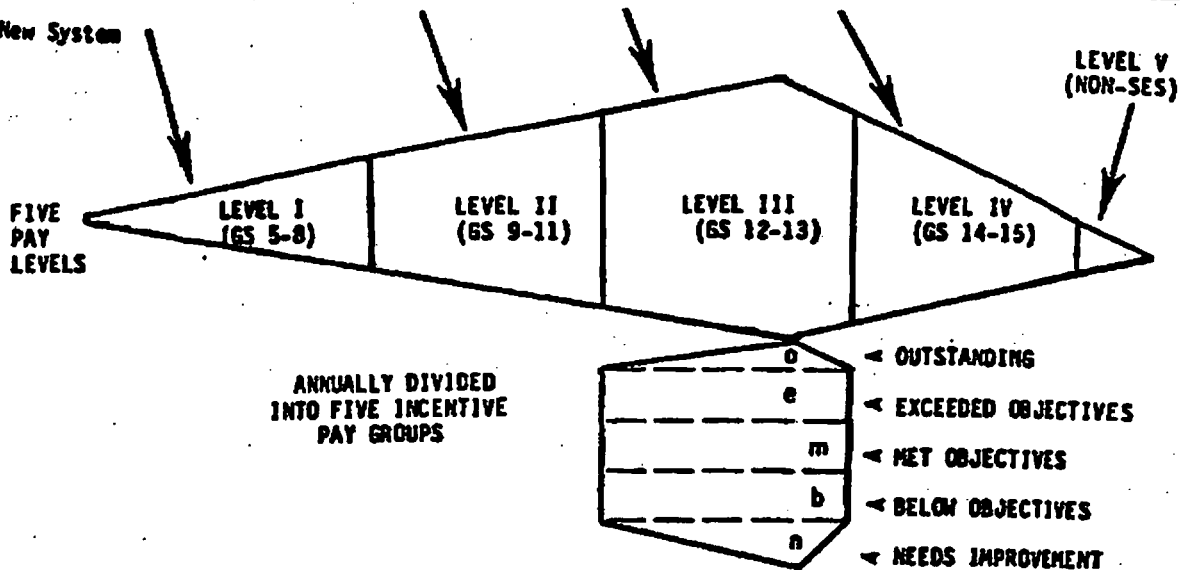 New System
LEVEL V
(NON-SES)
FIVE
PAY
LEVELS
LEVEL I
(GS 5-8)
LEVEL II
(GS 9-11)
LEVEL III
(GS 12-13)
LEVEL IV
(GS 14-15)
ANNUALLY DIVIDED
INTO FIVE INCENTIVE
PAY GROUPS
o
e
m
b
n
OUTSTANDING
EXCEEDED OBJECTIVES
MET OBJECTIVES
BELOW OBJECTIVES
NEEDS IMPROVEMENT